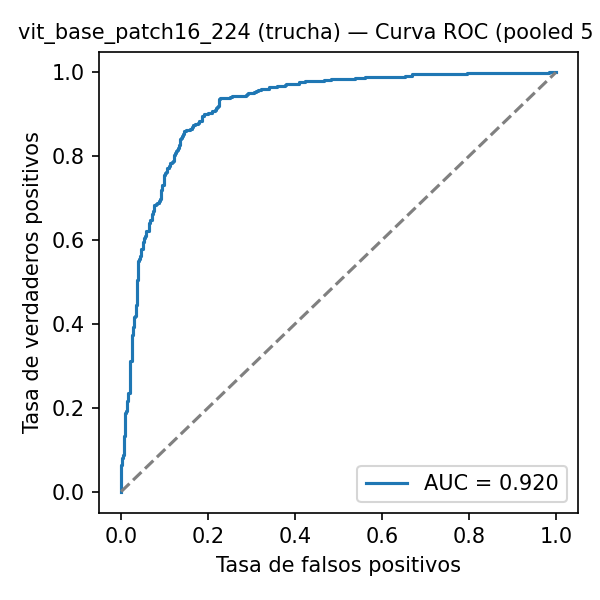 vit_base_patch16_224 (trucha) — Curva ROC (pooled 5
1.0
0.8
0.6
0.4
0.2
0.0
Tasa de verdaderos positivos
AUC = 0.920
0.0 0.2 0.4 0.6 0.8 1.0
Tasa de falsos positivos